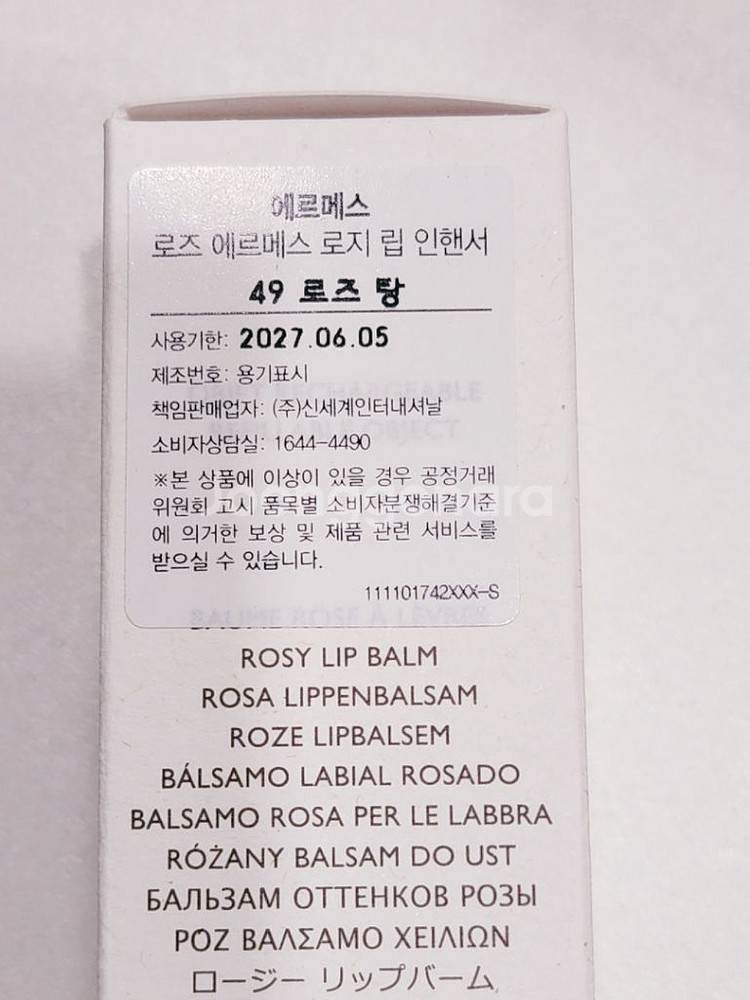 에르메스
로즈 에르메스 로지 립 인핸서
49 로즈 탕
사용기한: 2027.06.05
제조번호: 용기표시
책임판매업자: (주)신세계인터내셔날
소비자상담실: 1644-4490
※본 상품에 이상이 있을 경우 공정거래
위원회 고시 품목별 소비자분쟁해결기준
에 의거한 보상 및 제품 관련 서비스를
받으실 수 있습니다.
111101742XXX-S
BAUME ROSE À LÈVRES
ROSY LIP BALM
ROSA LIPPENBALSAM
ROZE LIPBALSEM
BÁLSAMO LABIAL ROSADO
BALSAMO ROSA PER LE LABBRA
RÓŻANY BALSAM DO UST
БАЛЬЗАМ ОТТЕНКОВ РОЗЫ
ΡΟΖ ΒΑΛΣΑΜΟ ΧΕΙΛΙΩΝ
ロージー リップバーム